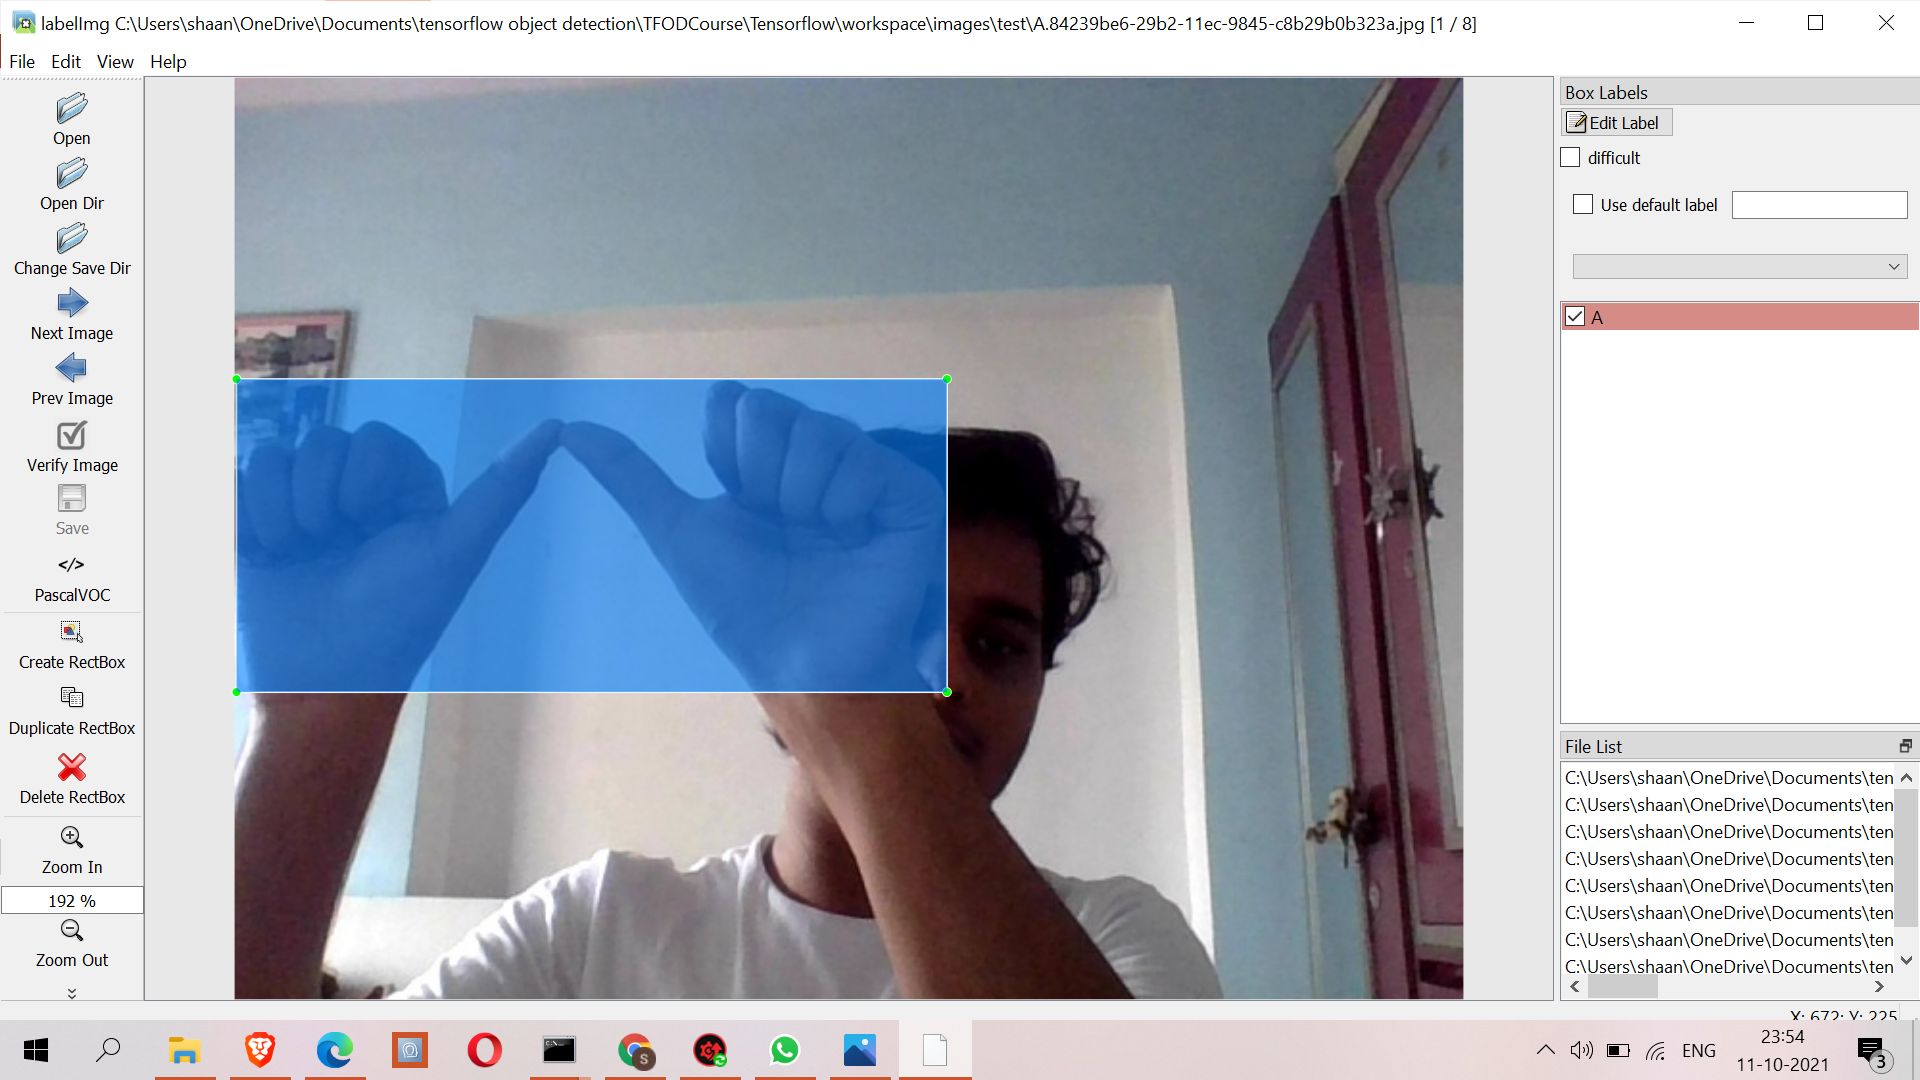 labelImg C:\Users\shaan\OneDrive\Documents\tensorflow object detection\TFODCourse\Tensorflow\workspace\images\test\A.84239be6-29b2-11ec-9845-c8b29b0b323a.jpg [1 / 8]
File Edit View Help
Open
Open Dir
Change Save Dir
Next Image
Prev Image
Verify Image
Save
</>
PascalVOC
Create RectBox
Duplicate RectBox
Delete RectBox
Zoom In
192 %
Zoom Out
Box Labels
Edit Label
difficult
Use default label
A
File List
C:\Users\shaan\OneDrive\Documents\ten
C:\Users\shaan\OneDrive\Documents\ten
C:\Users\shaan\OneDrive\Documents\ten
C:\Users\shaan\OneDrive\Documents\ten
C:\Users\shaan\OneDrive\Documents\ten
C:\Users\shaan\OneDrive\Documents\ten
C:\Users\shaan\OneDrive\Documents\ten
C:\Users\shaan\OneDrive\Documents\ten
X: 672; Y: 225
S
ENG
23:54
11-10-2021
3